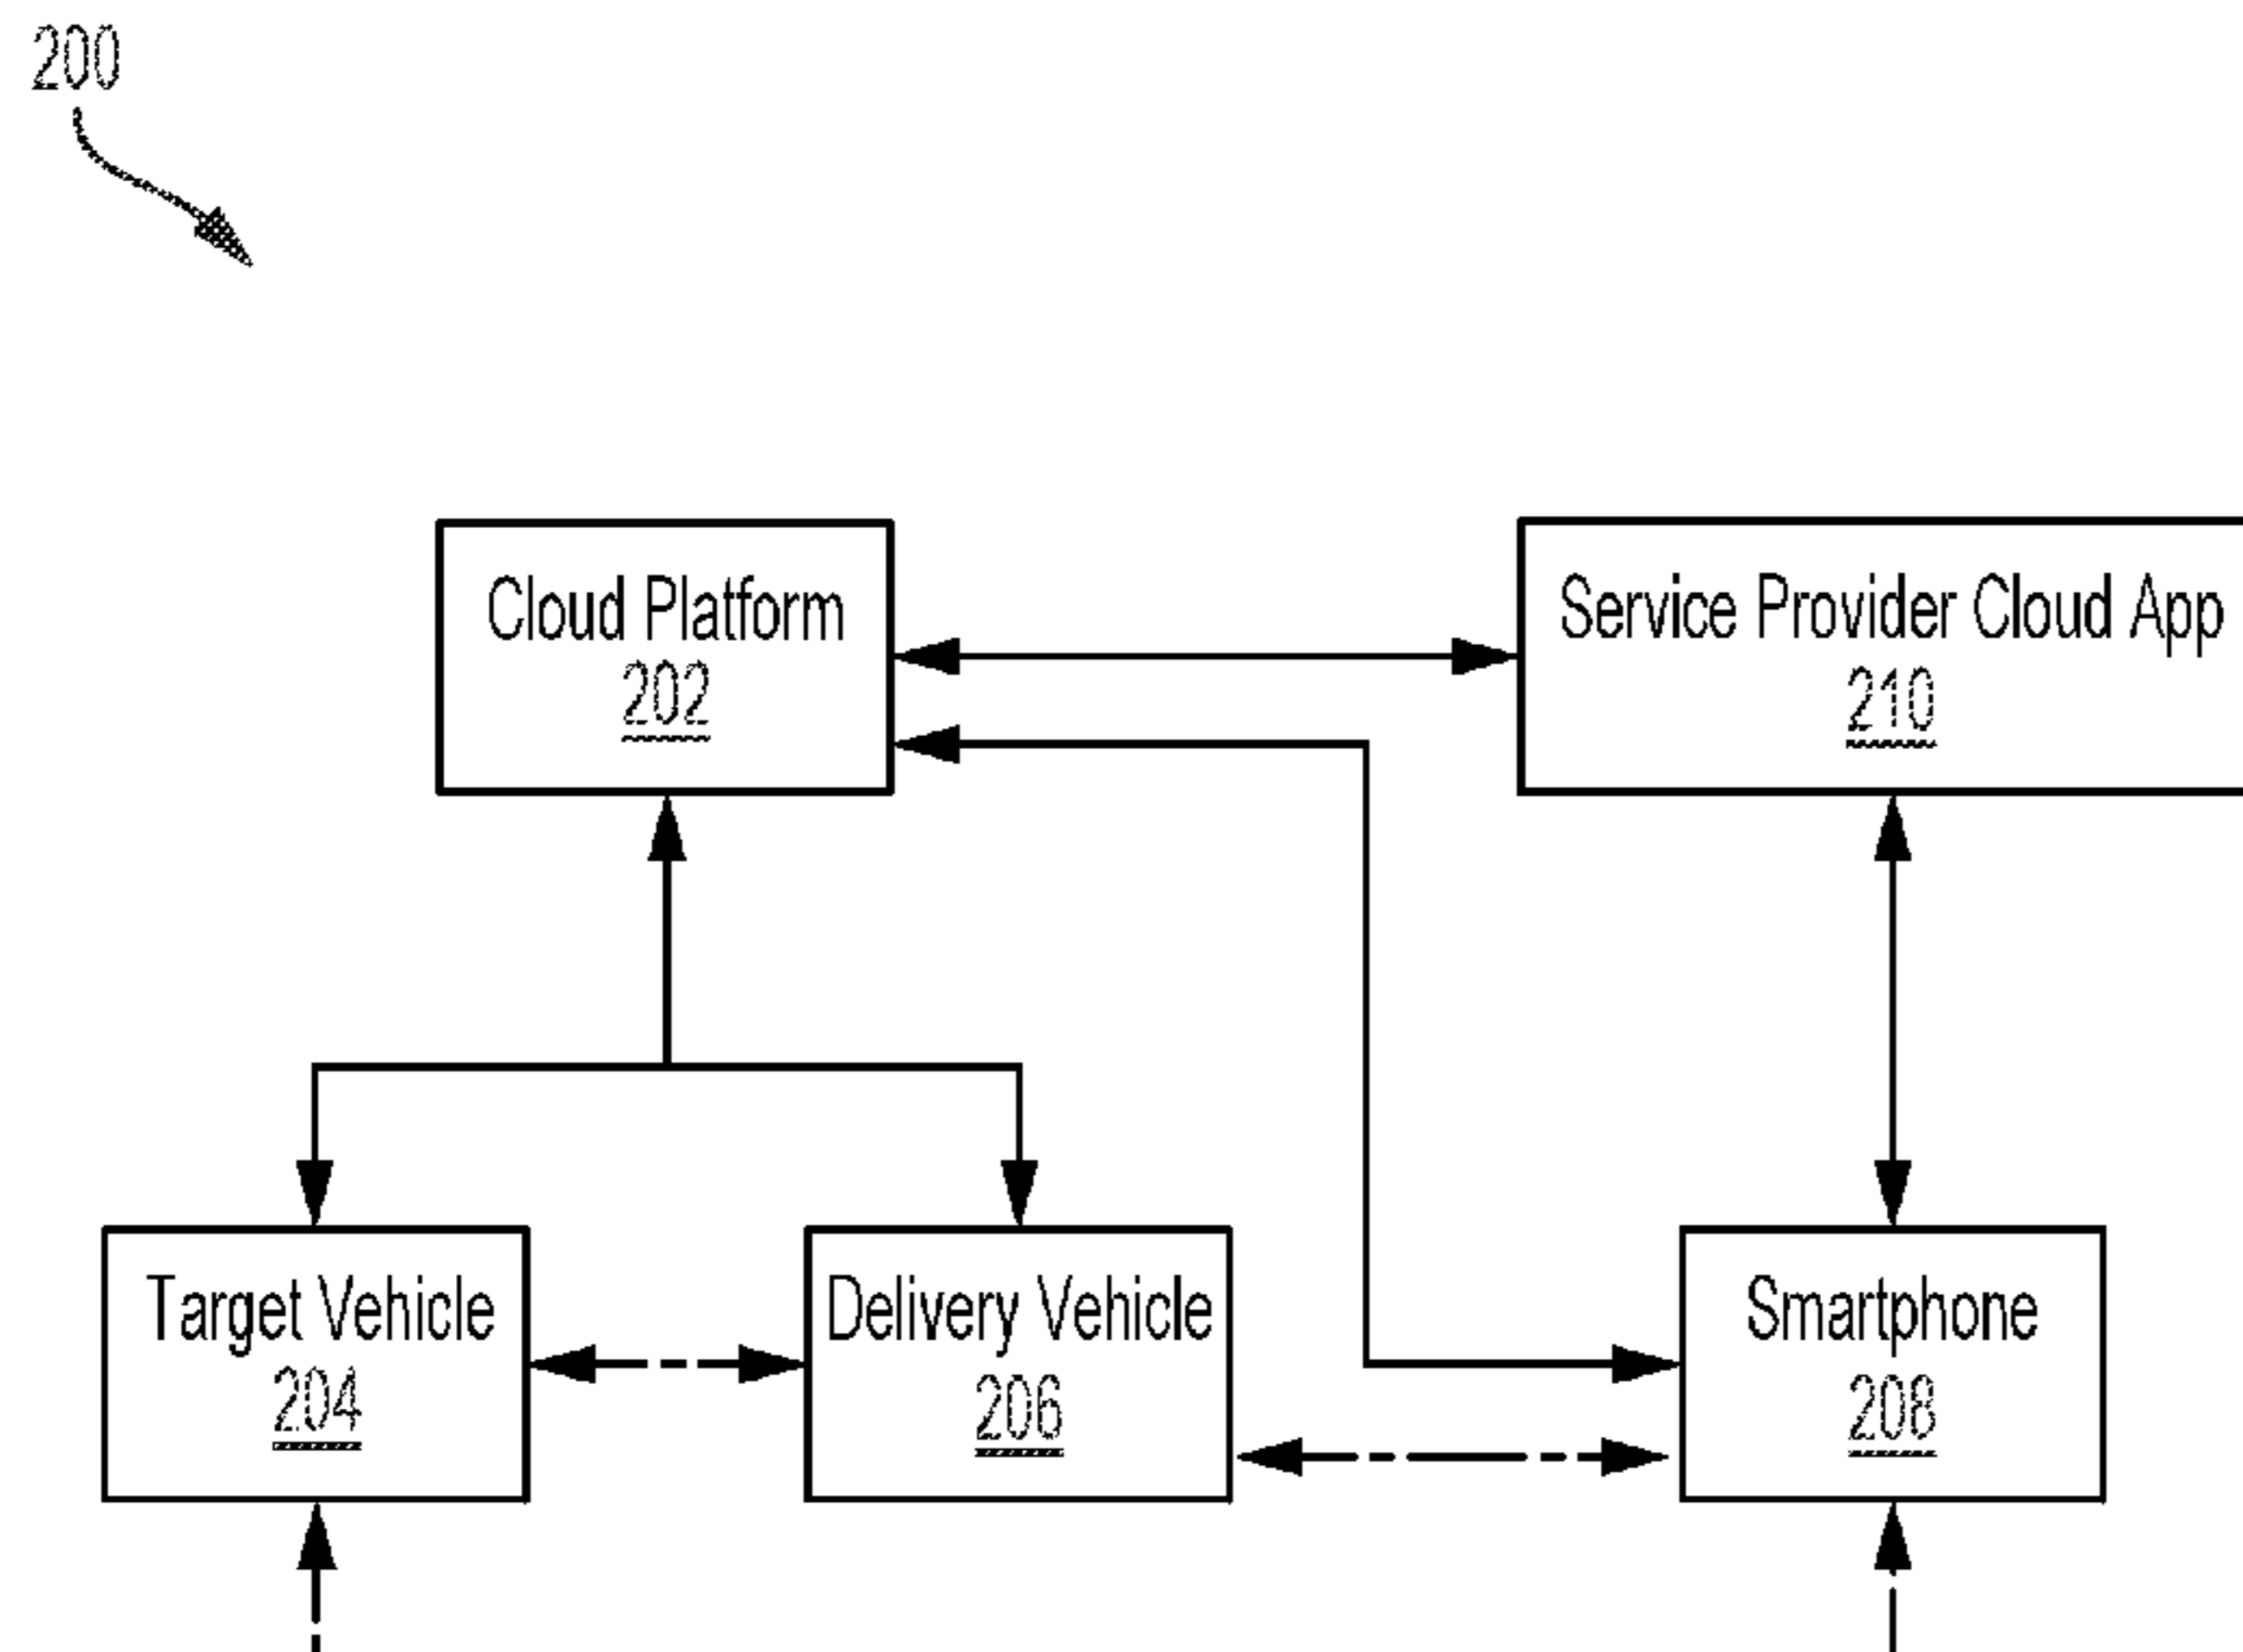 200
Cloud Platform
202
Service Provider Cloud App
210
Target Vehicle
204
Delivery Vehicle
206
Smartphone
208